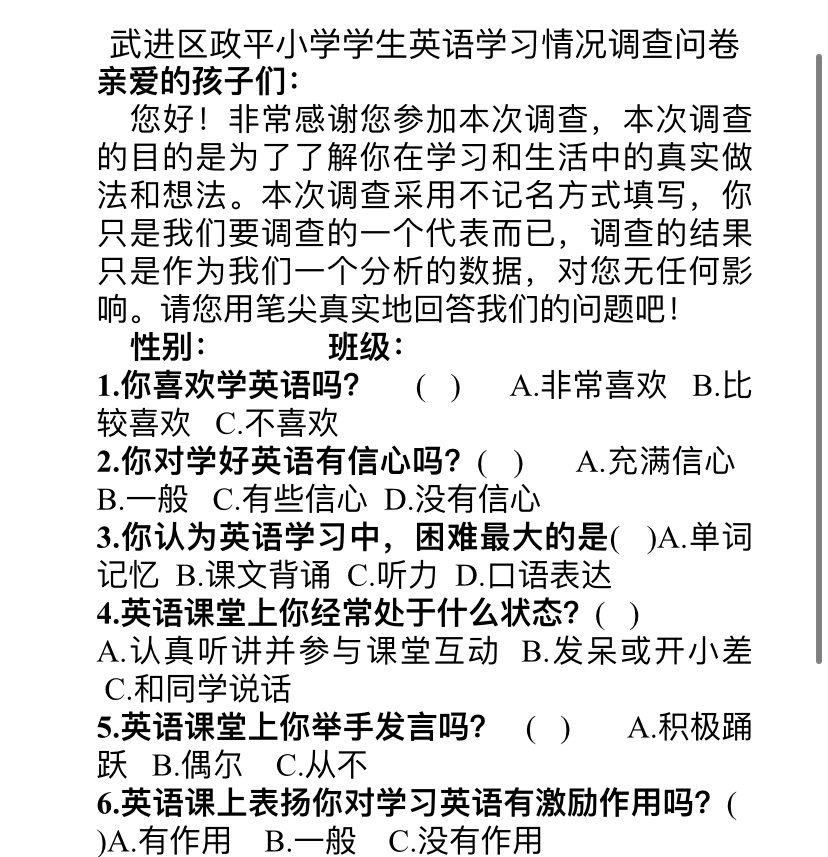 武进区政平小学学生英语学习情况调查问卷
亲爱的孩子们：
您好！非常感谢您参加本次调查，本次调查
的目的是为了了解你在学习和生活中的真实做
法和想法。本次调查采用不记名方式填写，你
只是我们要调查的一个代表而已，调查的结果
只是作为我们一个分析的数据，对您无任何影
响。请您用笔尖真实地回答我们的问题吧！
性别： 班级：
1.你喜欢学英语吗？ ( ) A.非常喜欢 B.比
较喜欢 C.不喜欢
2.你对学好英语有信心吗？( ) A.充满信心
B.一般 C.有些信心 D.没有信心
3.你认为英语学习中，困难最大的是( )A.单词
记忆 B.课文背诵 C.听力 D.口语表达
4.英语课堂上你经常处于什么状态？( )
A.认真听讲并参与课堂互动 B.发呆或开小差
C.和同学说话
5.英语课堂上你举手发言吗？ ( ) A.积极踊
跃 B.偶尔 C.从不
6.英语课上表扬你对学习英语有激励作用吗？(
)A.有作用 B.一般 C.没有作用